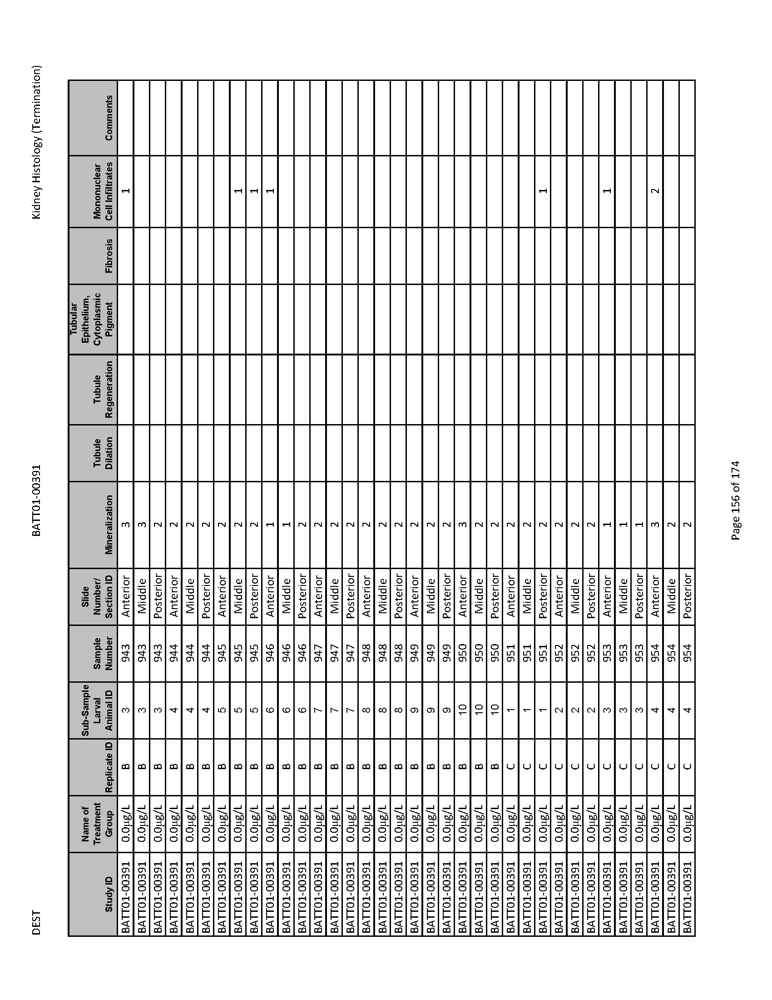 DEST BATT01-00391 Kidney Histology (Termination)
Study ID Name of Treatment Group Replicate ID Sub-Sample Larval Animal ID Sample Number Slide Number/ Section ID Mineralization Tubule Dilation Tubule Regeneration Tubular Epithelium, Cytoplasmic Pigment Fibrosis Mononuclear Cell Infiltrates Comments
BATT01-00391 0.0µg/L B 3 943 Anterior 3 1
BATT01-00391 0.0µg/L B 3 943 Middle 3
BATT01-00391 0.0µg/L B 3 943 Posterior 2
BATT01-00391 0.0µg/L B 4 944 Anterior 2
BATT01-00391 0.0µg/L B 4 944 Middle 2
BATT01-00391 0.0µg/L B 4 944 Posterior 2
BATT01-00391 0.0µg/L B 5 945 Anterior 2
BATT01-00391 0.0µg/L B 5 945 Middle 2 1
BATT01-00391 0.0µg/L B 5 945 Posterior 2 1
BATT01-00391 0.0µg/L B 6 946 Anterior 1 1
BATT01-00391 0.0µg/L B 6 946 Middle 1
BATT01-00391 0.0µg/L B 6 946 Posterior 2
BATT01-00391 0.0µg/L B 7 947 Anterior 2
BATT01-00391 0.0µg/L B 7 947 Middle 2
BATT01-00391 0.0µg/L B 7 947 Posterior 2
BATT01-00391 0.0µg/L B 8 948 Anterior 2
BATT01-00391 0.0µg/L B 8 948 Middle 2
BATT01-00391 0.0µg/L B 8 948 Posterior 2
BATT01-00391 0.0µg/L B 9 949 Anterior 2
BATT01-00391 0.0µg/L B 9 949 Middle 2
BATT01-00391 0.0µg/L B 9 949 Posterior 2
BATT01-00391 0.0µg/L B 10 950 Anterior 3
BATT01-00391 0.0µg/L B 10 950 Middle 2
BATT01-00391 0.0µg/L B 10 950 Posterior 2
BATT01-00391 0.0µg/L C 1 951 Anterior 2
BATT01-00391 0.0µg/L C 1 951 Middle 2
BATT01-00391 0.0µg/L C 1 951 Posterior 2 1
BATT01-00391 0.0µg/L C 2 952 Anterior 2
BATT01-00391 0.0µg/L C 2 952 Middle 2
BATT01-00391 0.0µg/L C 2 952 Posterior 2
BATT01-00391 0.0µg/L C 3 953 Anterior 1 1
BATT01-00391 0.0µg/L C 3 953 Middle 1
BATT01-00391 0.0µg/L C 3 953 Posterior 1
BATT01-00391 0.0µg/L C 4 954 Anterior 3 2
BATT01-00391 0.0µg/L C 4 954 Middle 2
BATT01-00391 0.0µg/L C 4 954 Posterior 2
Page 156 of 174